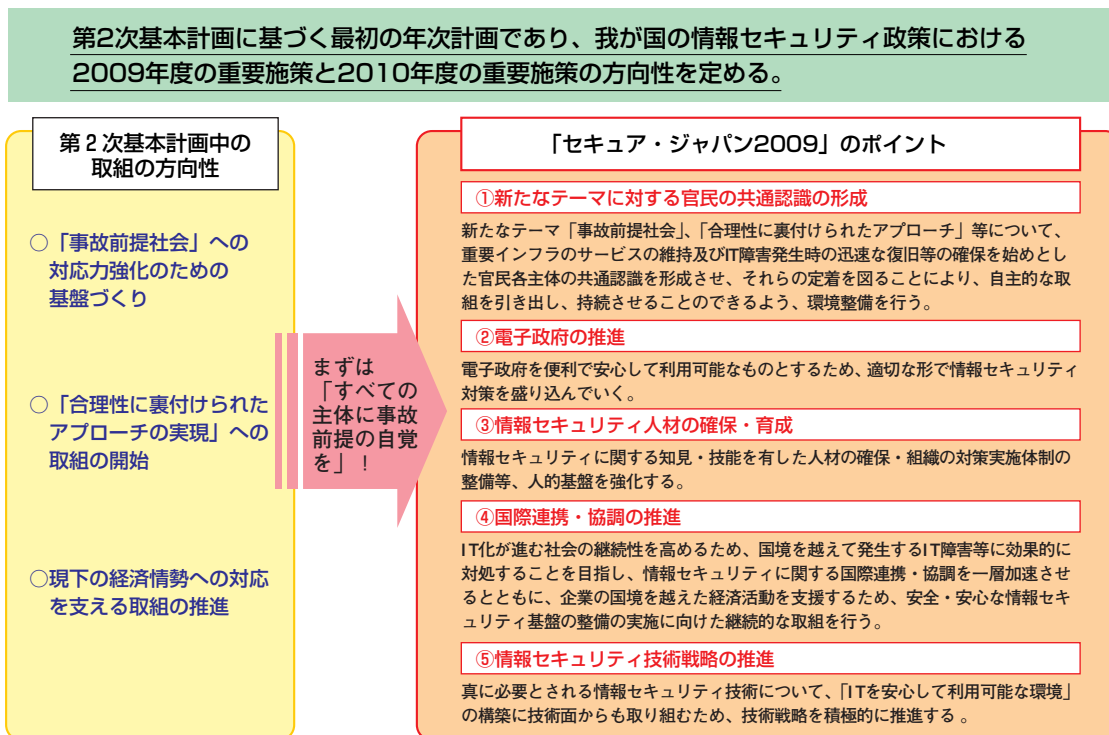 第2次基本計画に基づく最初の年次計画であり、我が国の情報セキュリティ政策における
2009年度の重要施策と2010年度の重要施策の方向性を定める。
第2次基本計画中の
取組の方向性
○「事故前提社会」への
対応力強化のための
基盤づくり
○「合理性に裏付けられた
アプローチの実現」への
取組の開始
○現下の経済情勢への対応
を支える取組の推進
まずは
「すべての
主体に事故
前提の自覚
を」！
「セキュア・ジャパン2009」のポイント
①新たなテーマに対する官民の共通認識の形成
新たなテーマ「事故前提社会」、「合理性に裏付けられたアプローチ」等について、
重要インフラのサービスの維持及びIT障害発生時の迅速な復旧等の確保を始めとし
た官民各主体の共通認識を形成させ、それらの定着を図ることにより、自主的な取
組を引き出し、持続させることのできるよう、環境整備を行う。
②電子政府の推進
電子政府を便利で安心して利用可能なものとするため、適切な形で情報セキュリティ
対策を盛り込んでいく。
③情報セキュリティ人材の確保・育成
情報セキュリティに関する知見・技能を有した人材の確保・組織の対策実施体制の
整備等、人的基盤を強化する。
④国際連携・協調の推進
IT化が進む社会の継続性を高めるため、国境を越えて発生するIT障害等に効果的に
対処することを目指し、情報セキュリティに関する国際連携・協調を一層加速させ
るとともに、企業の国境を越えた経済活動を支援するため、安全・安心な情報セキ
ュリティ基盤の整備の実施に向けた継続的な取組を行う。
⑤情報セキュリティ技術戦略の推進
真に必要とされる情報セキュリティ技術について、「ITを安心して利用可能な環境」
の構築に技術面からも取り組むため、技術戦略を積極的に推進する。